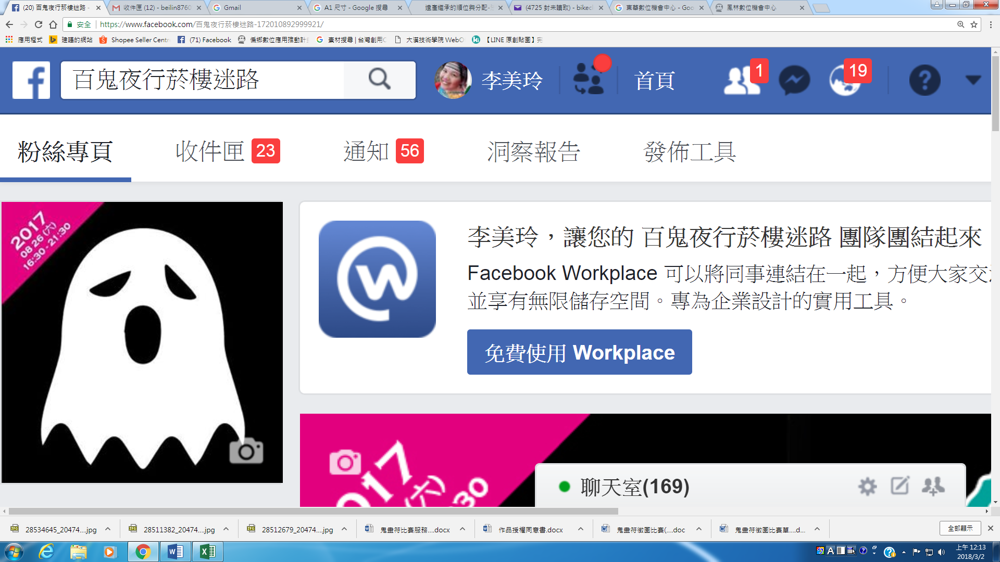 (20) 百鬼夜行菸樓迷路 -
收件匣 (12) - beilin8760
Gmail
A1 尺寸 - Google 搜尋
遺產繼承的順位與分配-
(4725 封未讀取) - bikec
東華數位機會中心 - Goo
鳳林數位機會中心
安全 https://www.facebook.com/百鬼夜行菸樓迷路-172010892999921/
應用程式 建議的網站 Shopee Seller Centr (71) Facebook 偏鄉數位應用推動計 素材搜尋 | 台灣創用C 大漢技術學院 WebO 【LINE 原創貼圖】完
百鬼夜行菸樓迷路 李美玲 首頁 1 19
粉絲專頁 收件匣 23 通知 56 洞察報告 發佈工具
2017
08.26 (六)
16:30 - 21:30
李美玲，讓您的 百鬼夜行菸樓迷路 團隊團結起來
Facebook Workplace 可以將同事連結在一起，方便大家交
並享有無限儲存空間。專為企業設計的實用工具。
免費使用 Workplace
017
(六)
30
聊天室(169)
28534645_20474....jpg
28511382_20474....jpg
28512679_20474....jpg
鬼畫符比賽服務....docx
作品授權同意書.docx
鬼畫符徵圖比賽(....doc
鬼畫符徵圖比賽草....d...
全部顯示
上午 12:13
2018/3/2